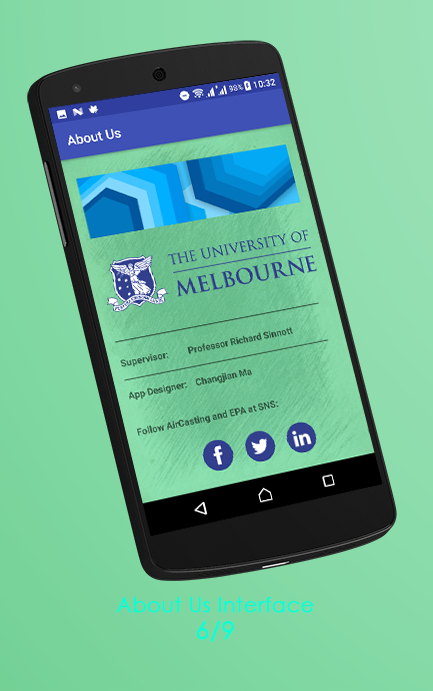 98% 10:32
About Us
THE UNIVERSITY OF
MELBOURNE
Supervisor: Professor Richard Sinnott
App Designer: Changjian Ma
Follow AirCasting and EPA at SNS:
About Us Interface
6/9